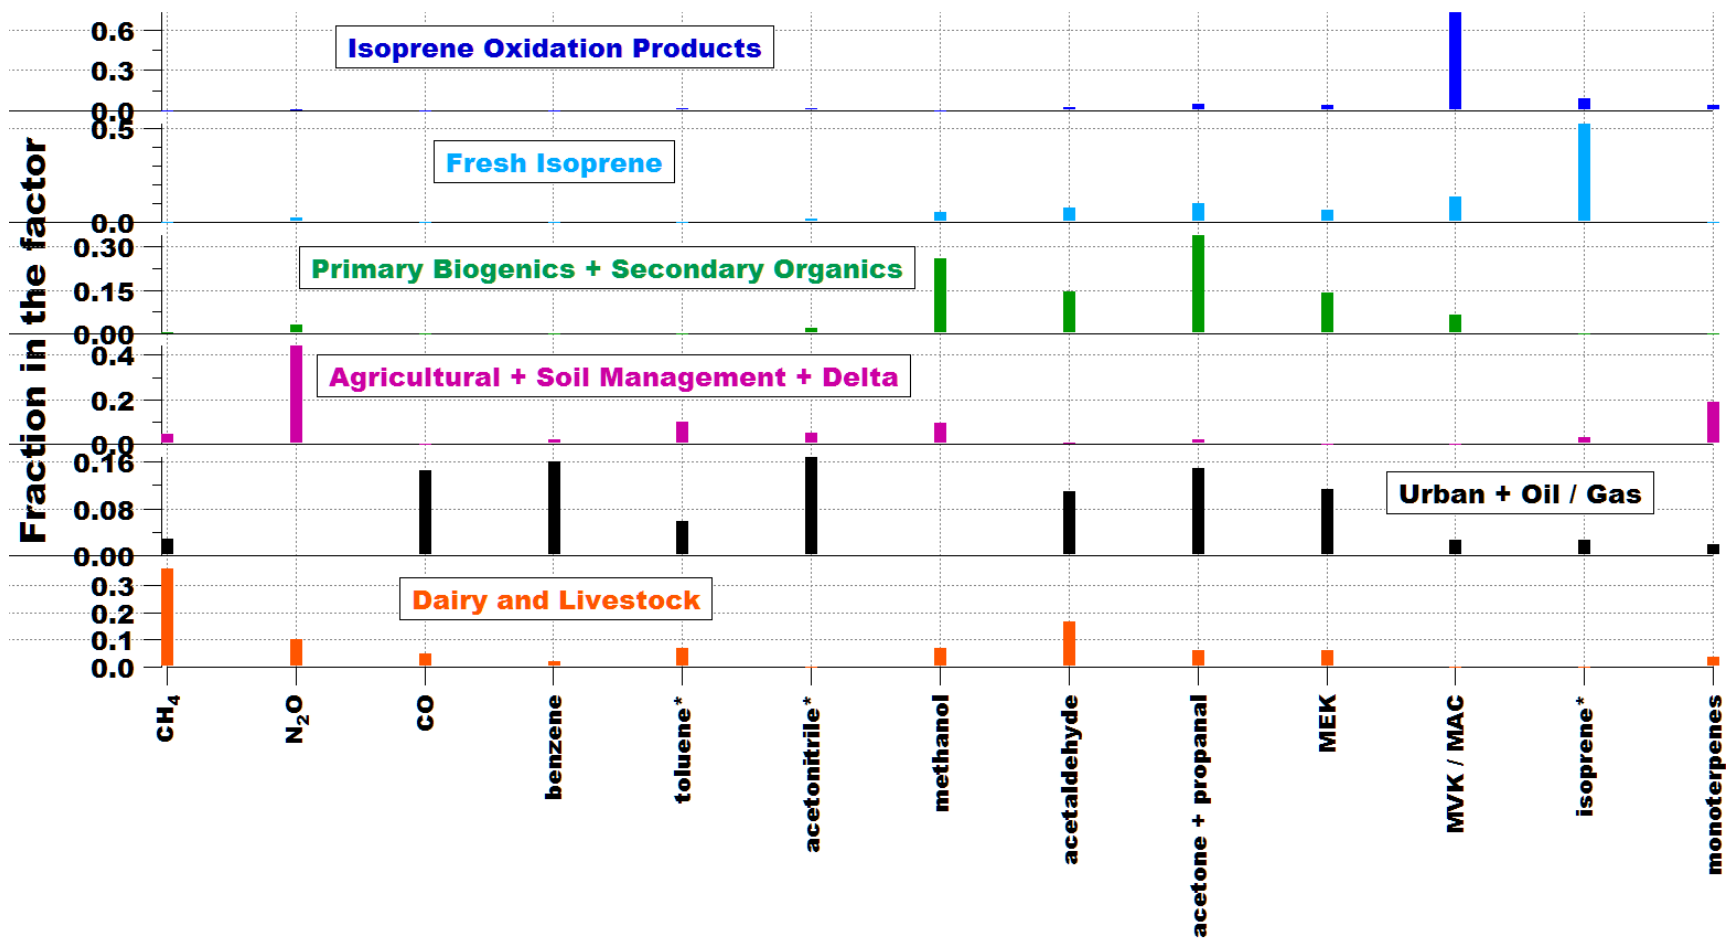 Fraction in the factor
0.6
0.3
0.0
Isoprene Oxidation Products
0.5
0.0
Fresh Isoprene
0.30
0.15
0.00
Primary Biogenics + Secondary Organics
0.4
0.2
0.0
Agricultural + Soil Management + Delta
0.16
0.08
0.00
Urban + Oil / Gas
0.3
0.2
0.1
0.0
Dairy and Livestock
CH₄
N₂O
CO
benzene
toluene*
acetonitrile*
methanol
acetaldehyde
acetone + propanal
MEK
MVK / MAC
isoprene*
monoterpenes